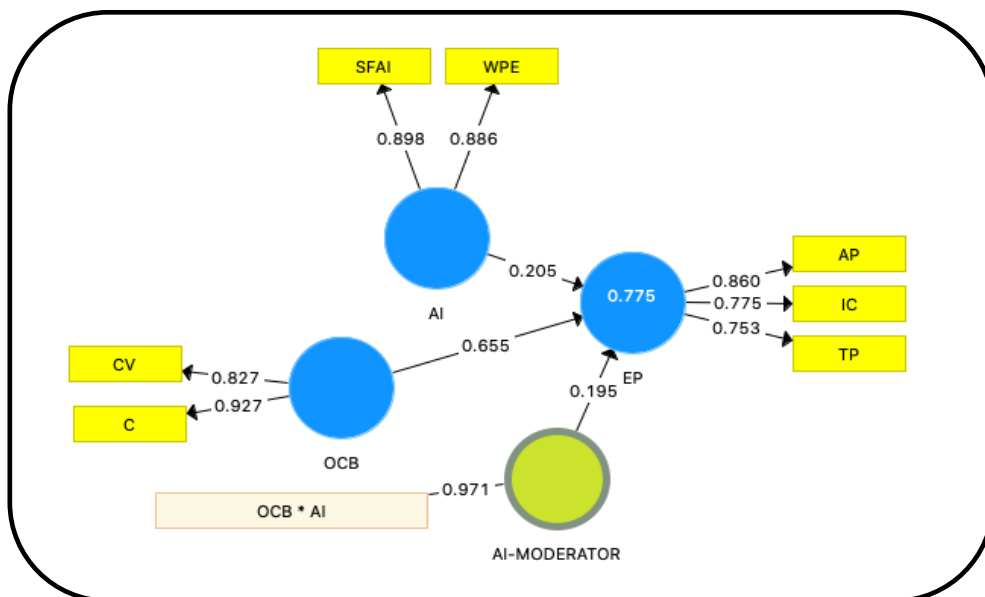 SFAI WPE
0.898 0.886
AI
0.205
0.775
AP
0.860
0.775
IC
0.753
TP
EP
0.655
CV
0.827
0.927
C
OCB
0.195
0.971
OCB * AI
AI-MODERATOR